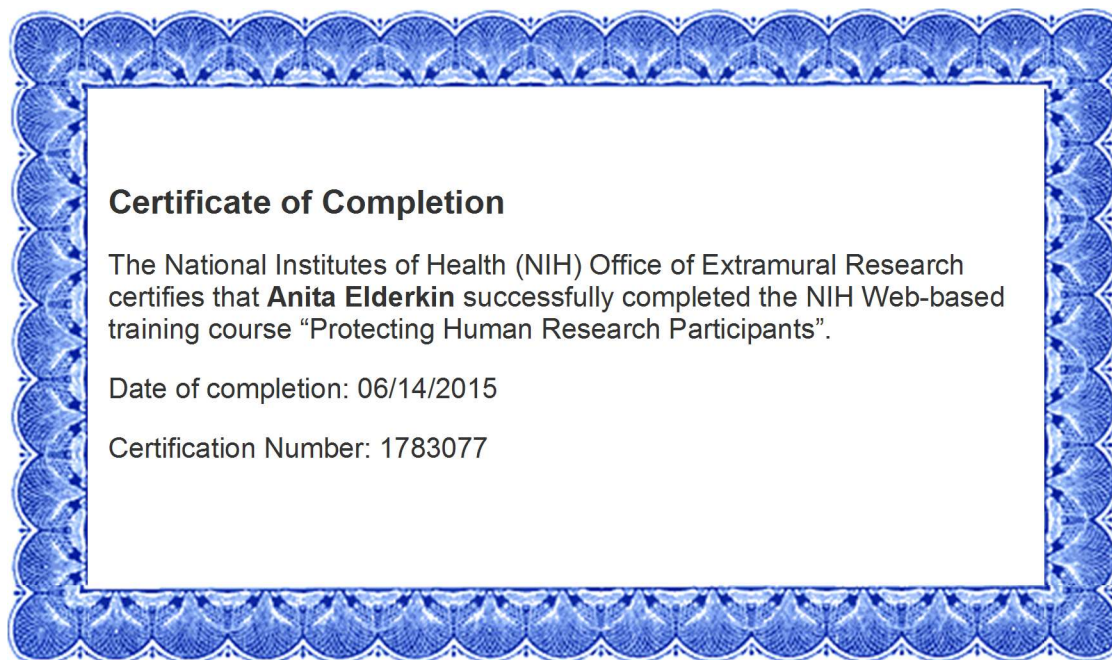 Certificate of Completion
The National Institutes of Health (NIH) Office of Extramural Research
certifies that Anita Elderkin successfully completed the NIH Web-based
training course “Protecting Human Research Participants”.
Date of completion: 06/14/2015
Certification Number: 1783077